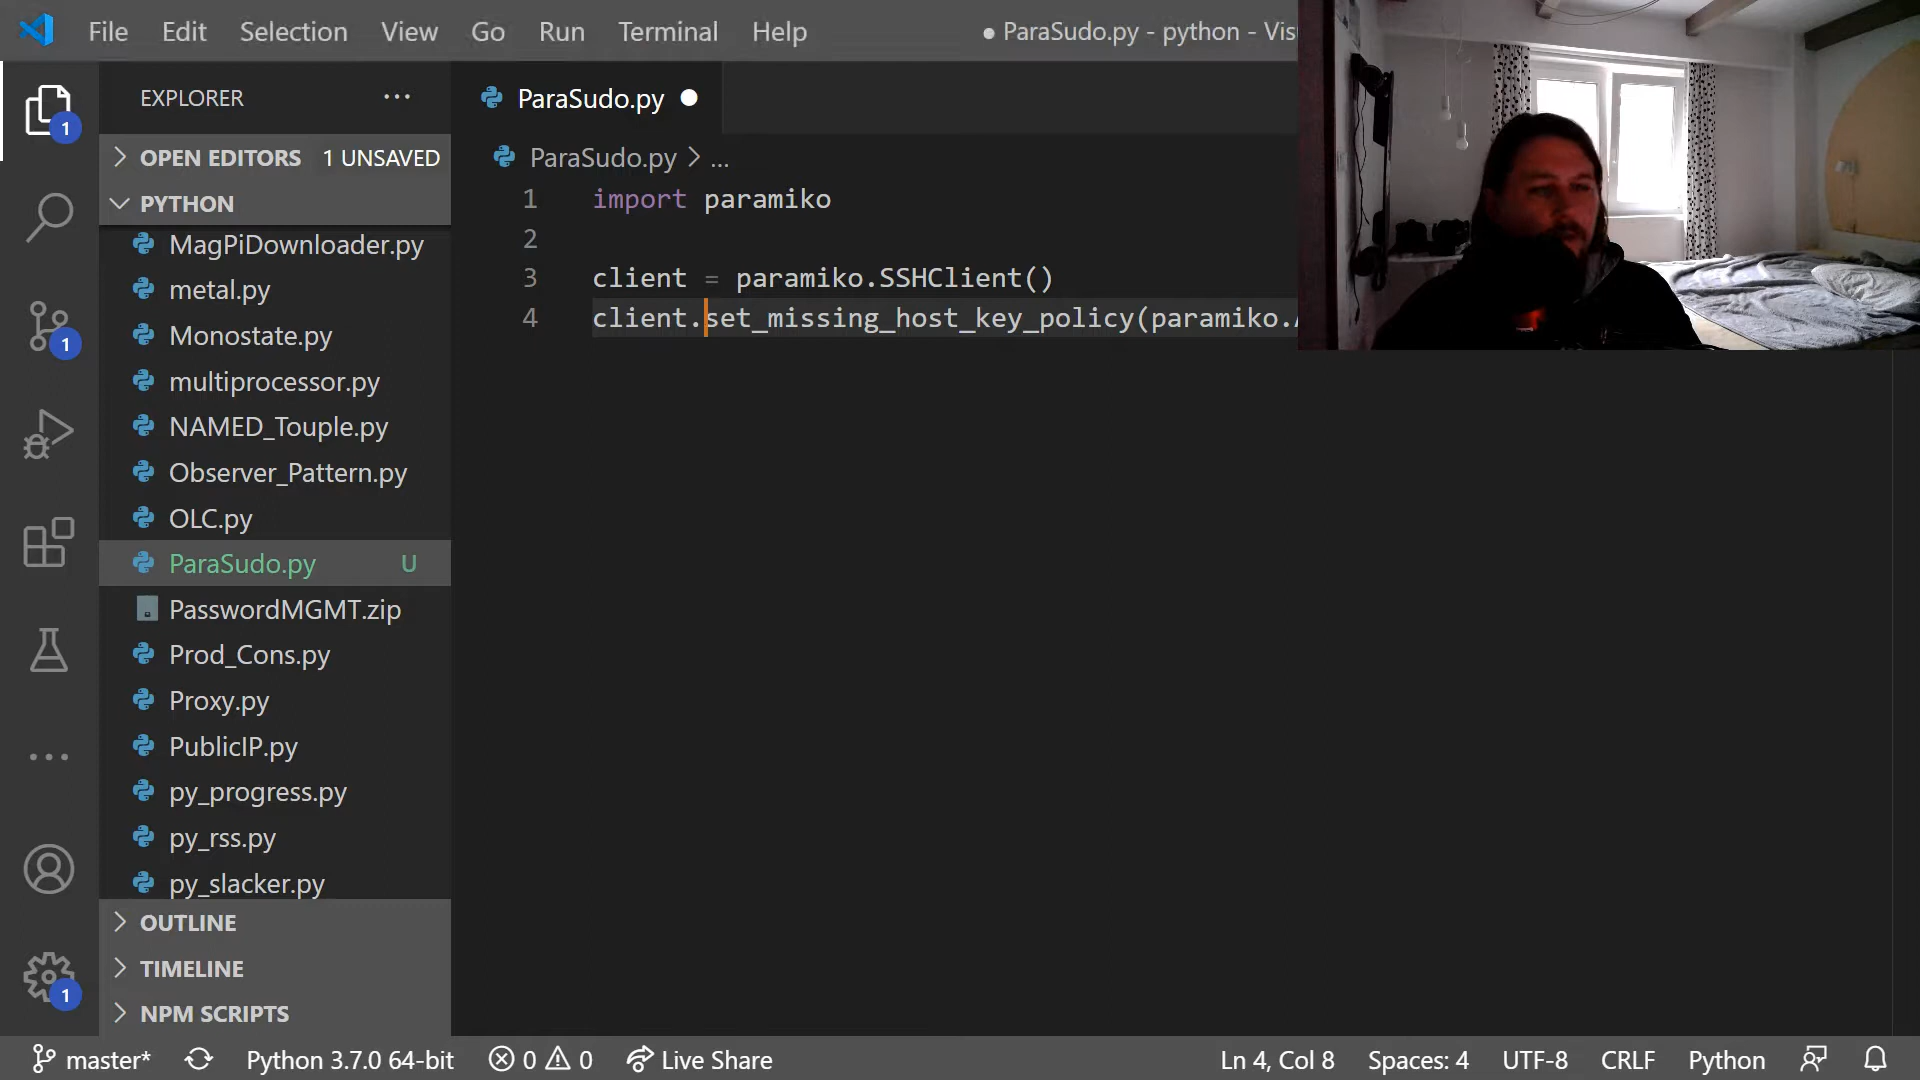 File Edit Selection View Go Run Terminal Help
● ParaSudo.py - python - Vis
EXPLORER
OPEN EDITORS 1 UNSAVED
PYTHON
MagPiDownloader.py
metal.py
Monostate.py
multiprocessor.py
NAMED_Touple.py
Observer_Pattern.py
OLC.py
ParaSudo.py U
PasswordMGMT.zip
Prod_Cons.py
Proxy.py
PublicIP.py
py_progress.py
py_rss.py
py_slacker.py
OUTLINE
TIMELINE
NPM SCRIPTS
1
1
1
ParaSudo.py ●
ParaSudo.py > ...
1 import paramiko
2
3 client = paramiko.SSHClient()
4 client.set_missing_host_key_policy(paramiko.
master* Python 3.7.0 64-bit 0 0 Live Share Ln 4, Col 8 Spaces: 4 UTF-8 CRLF Python